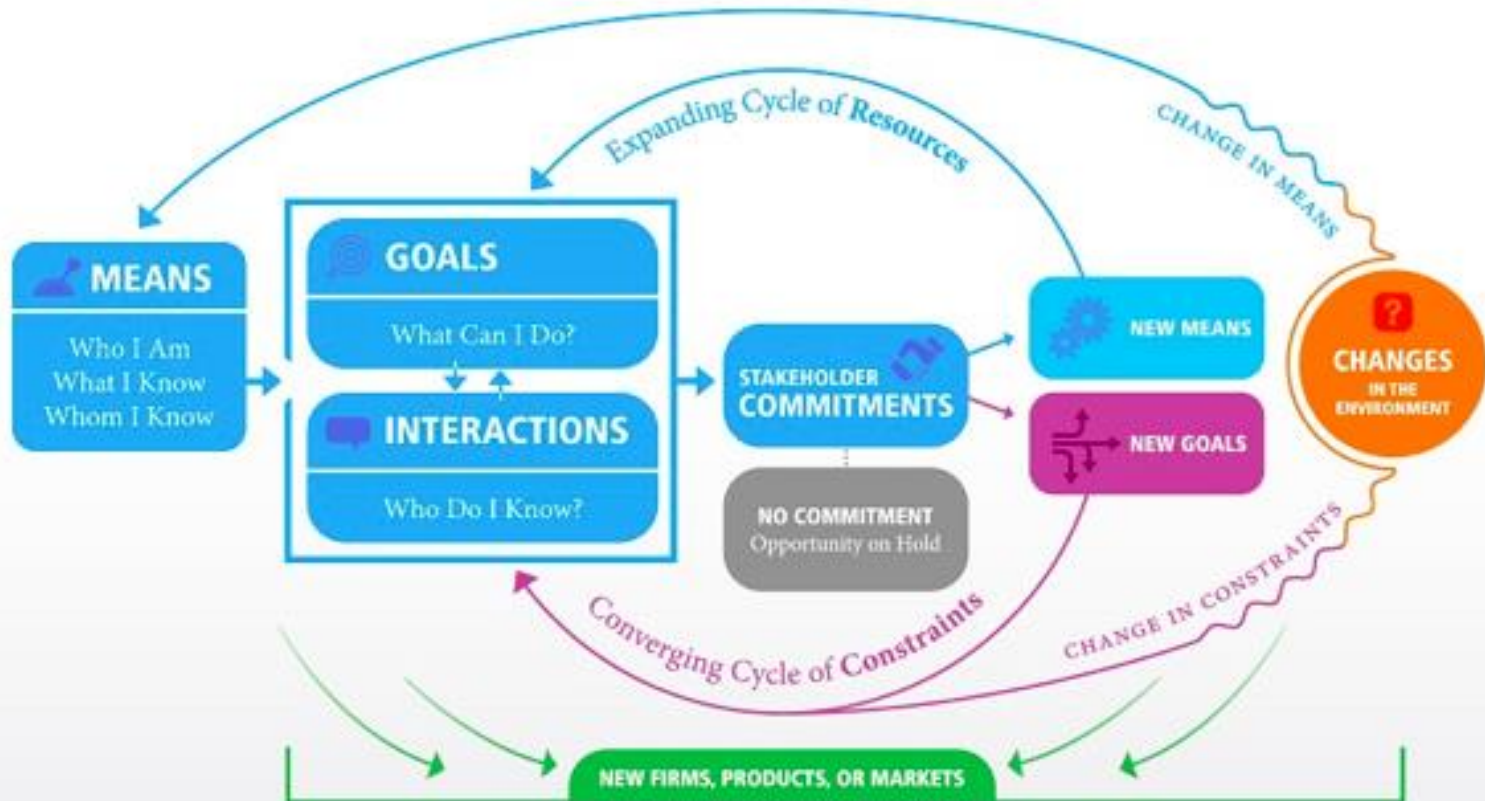 CHANGE IN MEANS
Expanding Cycle of Resources
MEANS
Who I Am
What I Know
Whom I Know
GOALS
What Can I Do?
INTERACTIONS
Who Do I Know?
STAKEHOLDER
COMMITMENTS
NO COMMITMENT
Opportunity on Hold
NEW MEANS
NEW GOALS
?
CHANGES
IN THE
ENVIRONMENT
Converging Cycle of Constraints
CHANGE IN CONSTRAINTS
NEW FIRMS, PRODUCTS, OR MARKETS